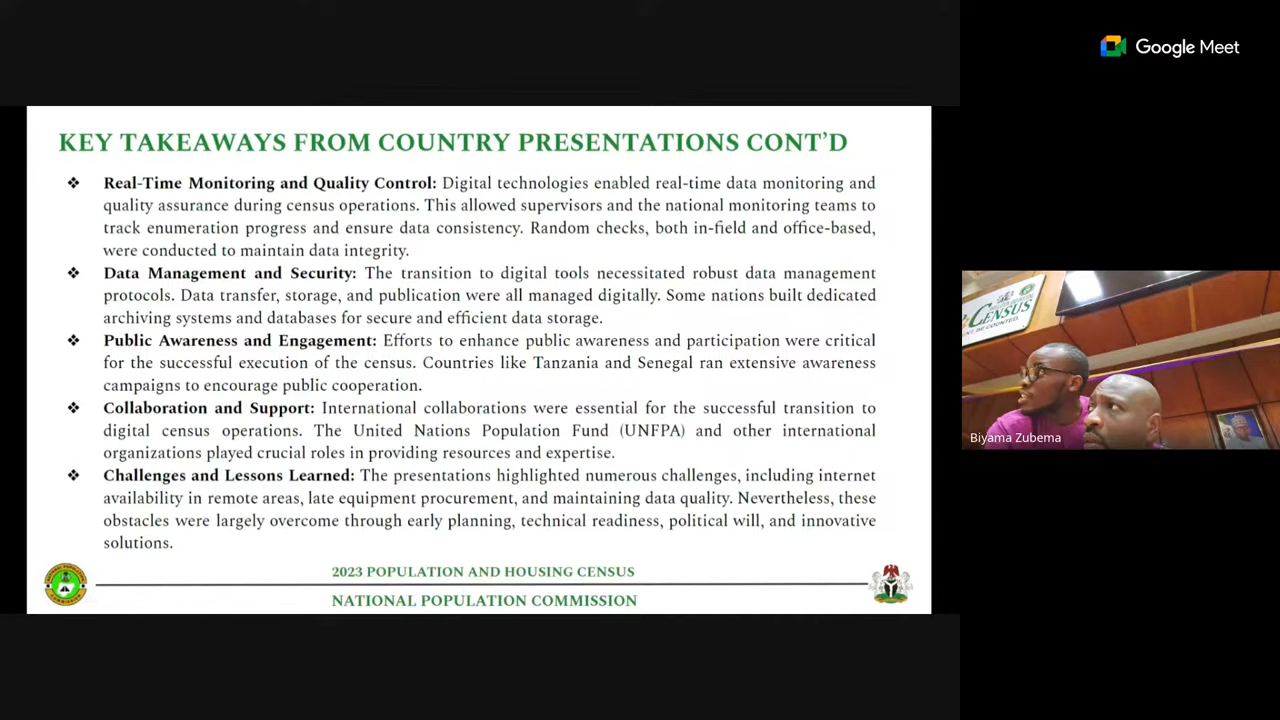 Google Meet
KEY TAKEAWAYS FROM COUNTRY PRESENTATIONS CONT’D
❖ Real-Time Monitoring and Quality Control: Digital technologies enabled real-time data monitoring and
quality assurance during census operations. This allowed supervisors and the national monitoring teams to
track enumeration progress and ensure data consistency. Random checks, both in-field and office-based,
were conducted to maintain data integrity.
❖ Data Management and Security: The transition to digital tools necessitated robust data management
protocols. Data transfer, storage, and publication were all managed digitally. Some nations built dedicated
archiving systems and databases for secure and efficient data storage.
❖ Public Awareness and Engagement: Efforts to enhance public awareness and participation were critical
for the successful execution of the census. Countries like Tanzania and Senegal ran extensive awareness
campaigns to encourage public cooperation.
❖ Collaboration and Support: International collaborations were essential for the successful transition to
digital census operations. The United Nations Population Fund (UNFPA) and other international
organizations played crucial roles in providing resources and expertise.
❖ Challenges and Lessons Learned: The presentations highlighted numerous challenges, including internet
availability in remote areas, late equipment procurement, and maintaining data quality. Nevertheless, these
obstacles were largely overcome through early planning, technical readiness, political will, and innovative
solutions.
2023 POPULATION AND HOUSING CENSUS
NATIONAL POPULATION COMMISSION
CENSUS
BE COUNTED.
Biyama Zubema